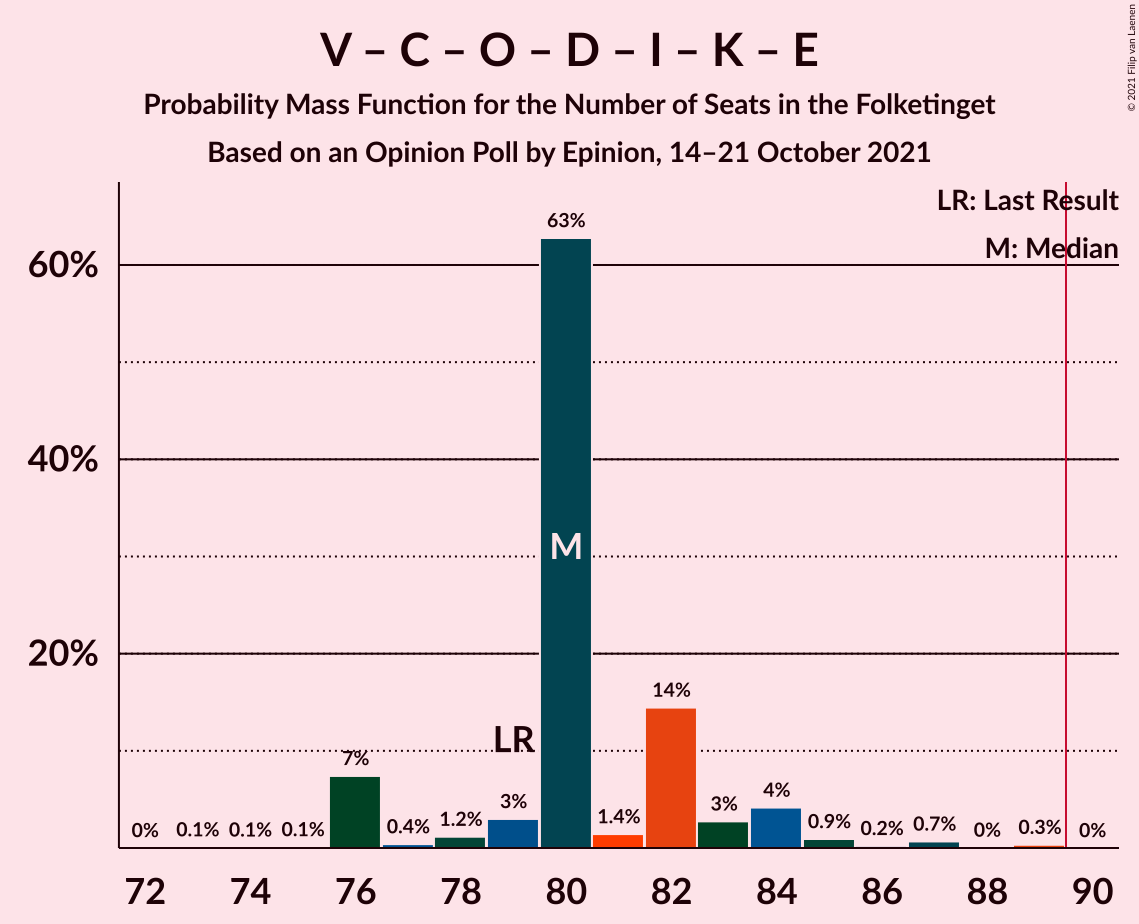 V – C – O – D – I – K – E
Probability Mass Function for the Number of Seats in the Folketinget
Based on an Opinion Poll by Epinion, 14–21 October 2021
© 2021 Filip van Laenen
LR: Last Result
M: Median
60%
40%
20%
63%
M
LR
14%
7%
4%
3%
3%
0%
0.1%
0.1%
0.1%
0.4%
1.2%
1.4%
0.9%
0.2%
0.7%
0%
0.3%
0%
72 74 76 78 80 82 84 86 88 90